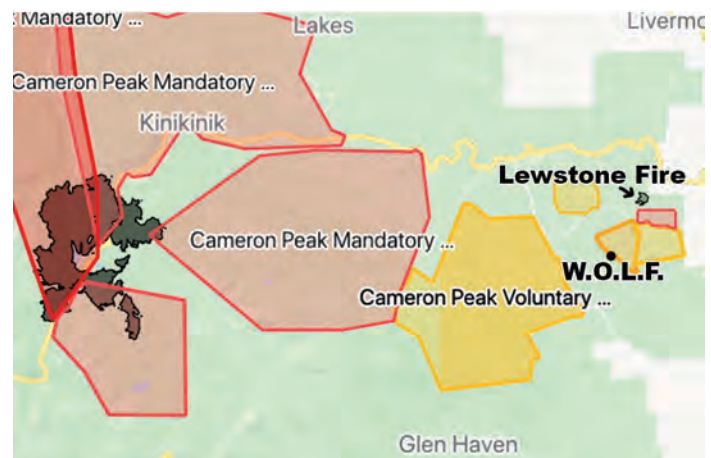 Mandatory ...
Lakes
Livermo
Cameron Peak Mandatory ...
Kinikinik
Lewstone Fire
Cameron Peak Mandatory ...
W.O.L.F.
Cameron Peak Voluntary ...
Glen Haven